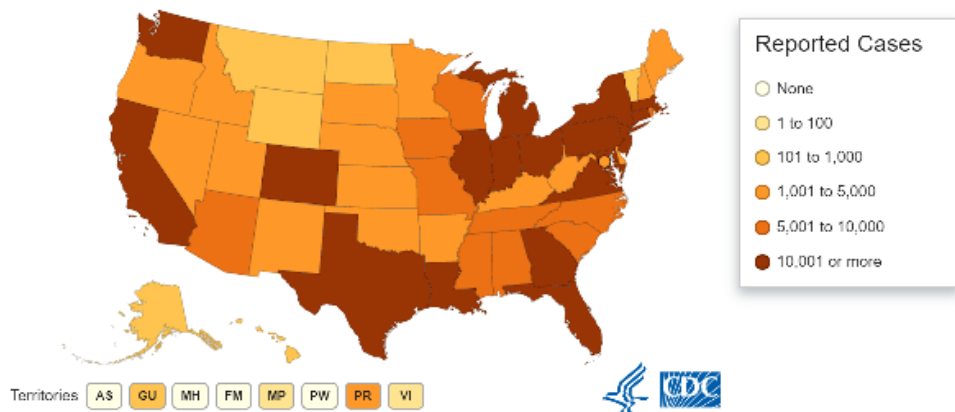 Reported Cases
None
1 to 100
101 to 1,000
1,001 to 5,000
5,001 to 10,000
10,001 or more
Territories AS GU MH FM MP PW PR VI
CDC